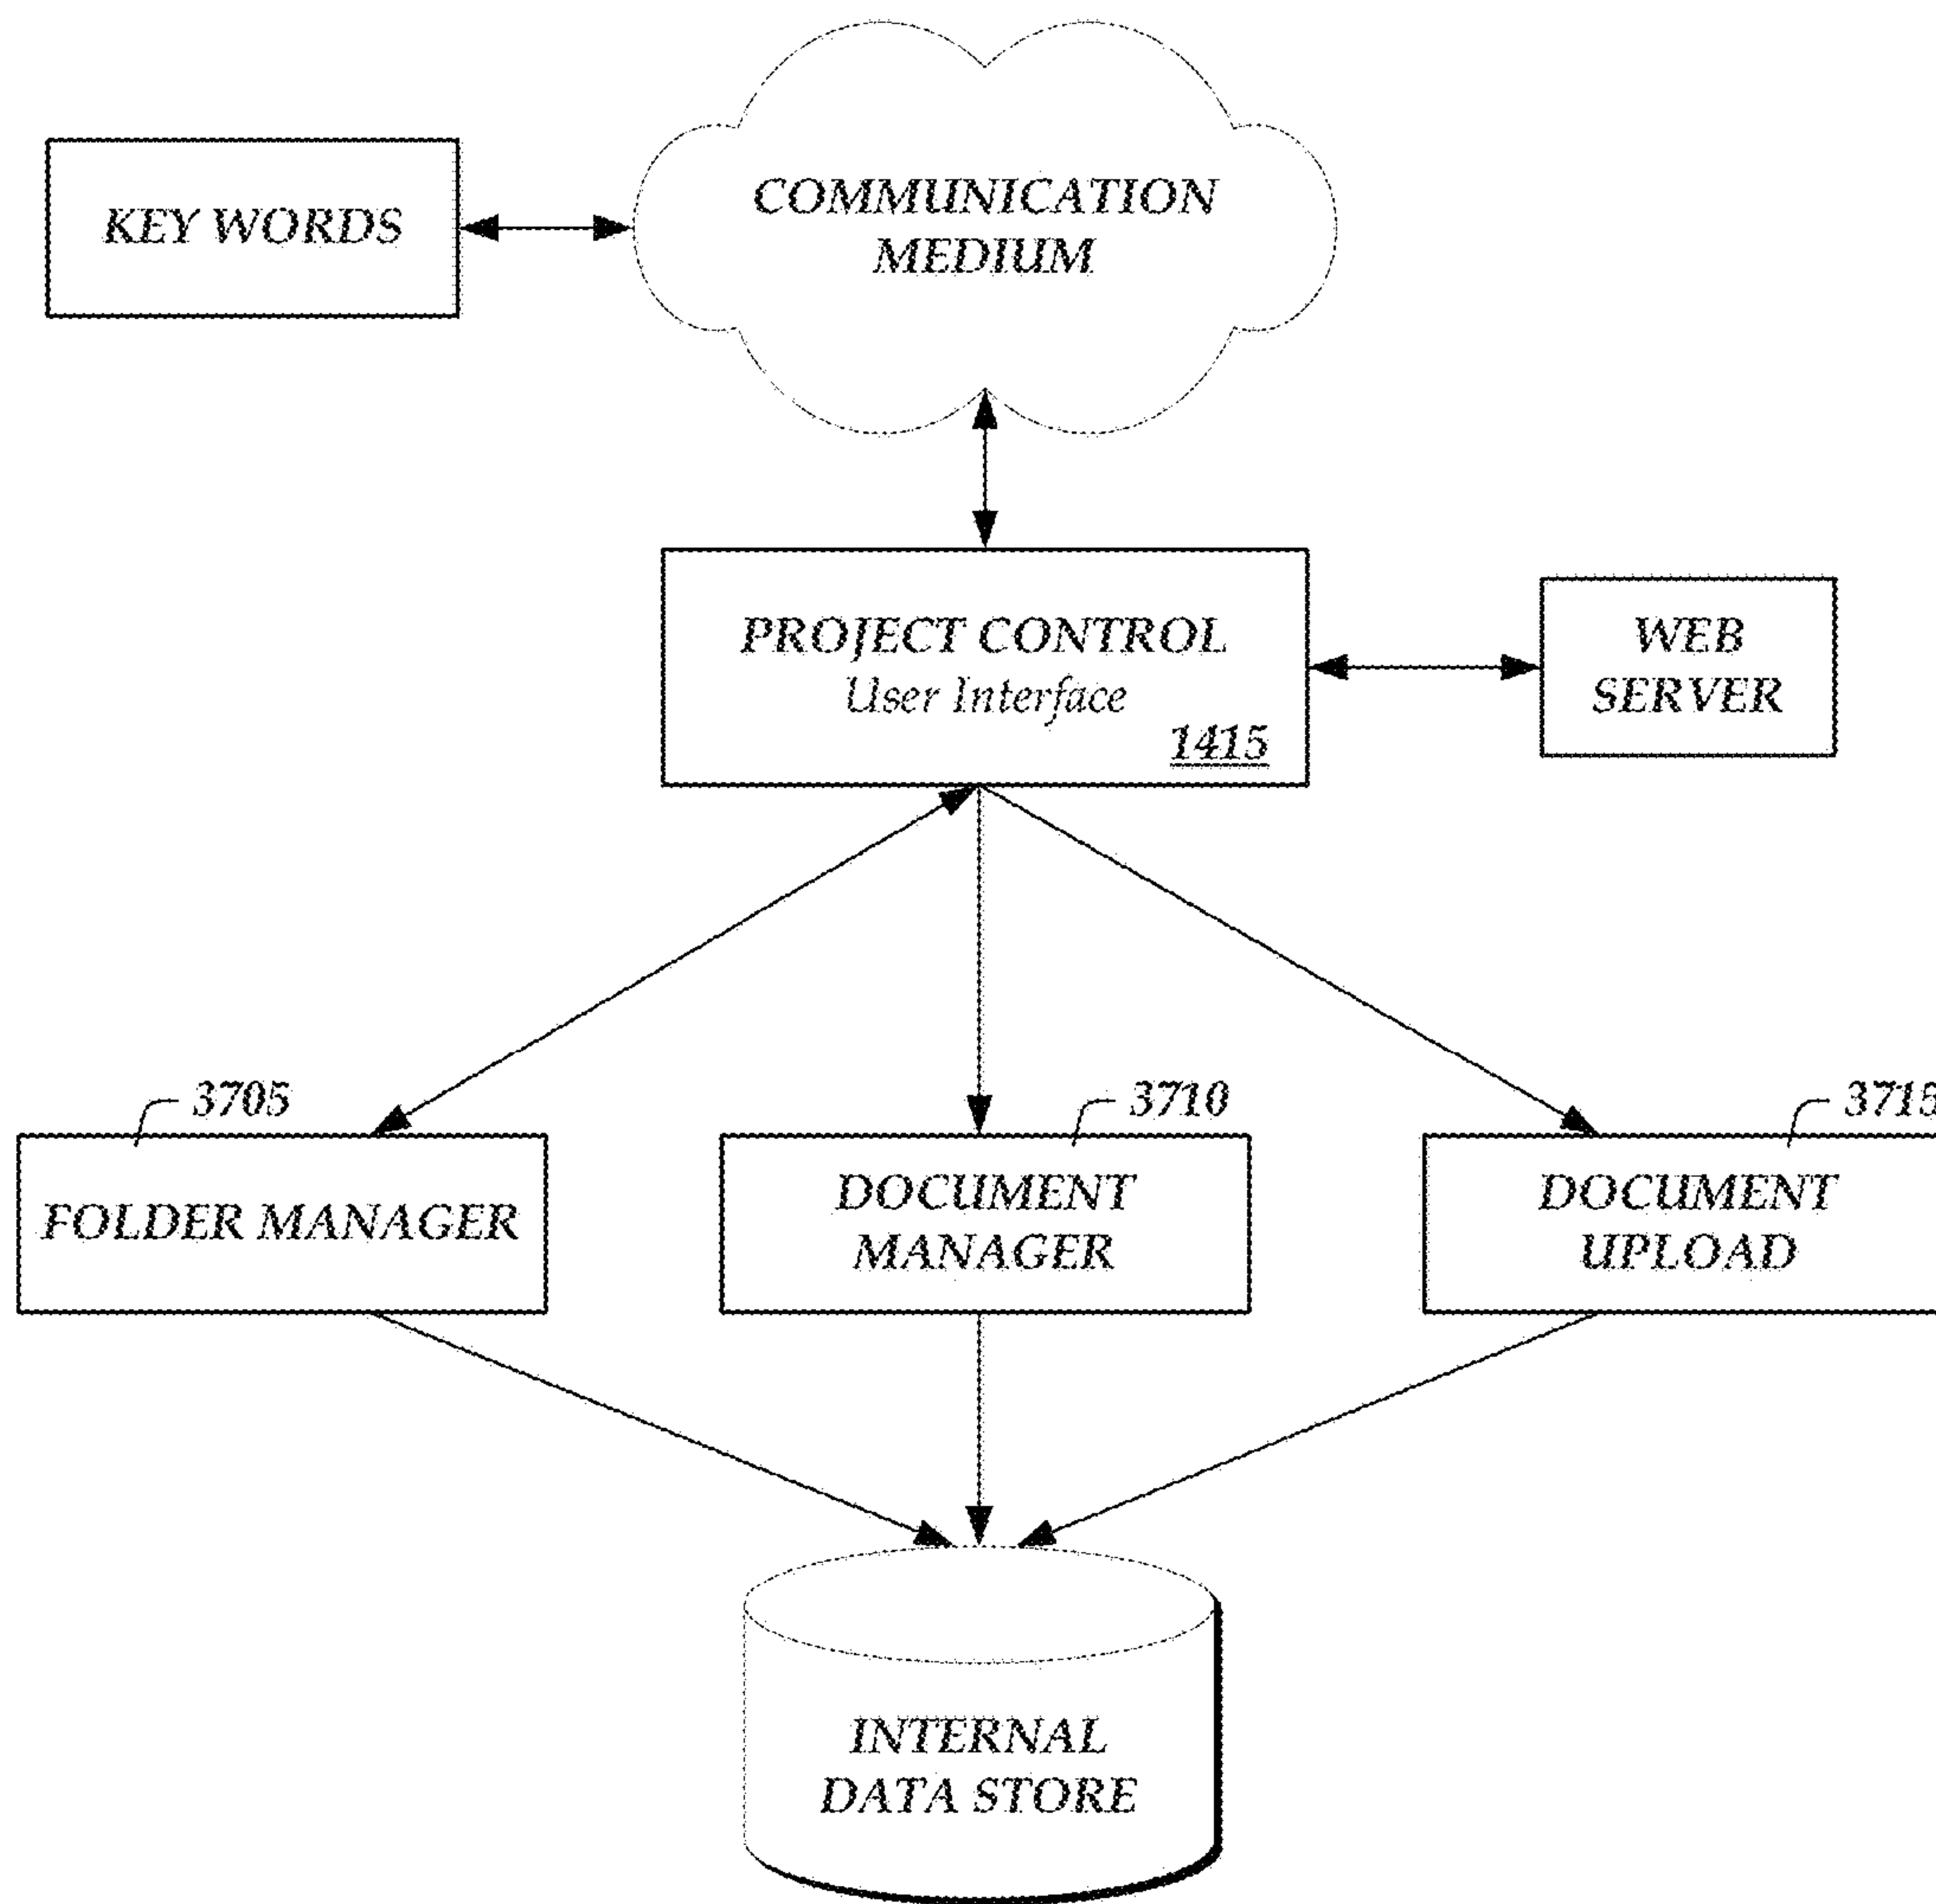 COMMUNICATION
MEDIUM
KEY WORDS
PROJECT CONTROL
User Interface
1415
WEB
SERVER
3705
3710
3715
FOLDER MANAGER
DOCUMENT
MANAGER
DOCUMENT
UPLOAD
INTERNAL
DATA STORE